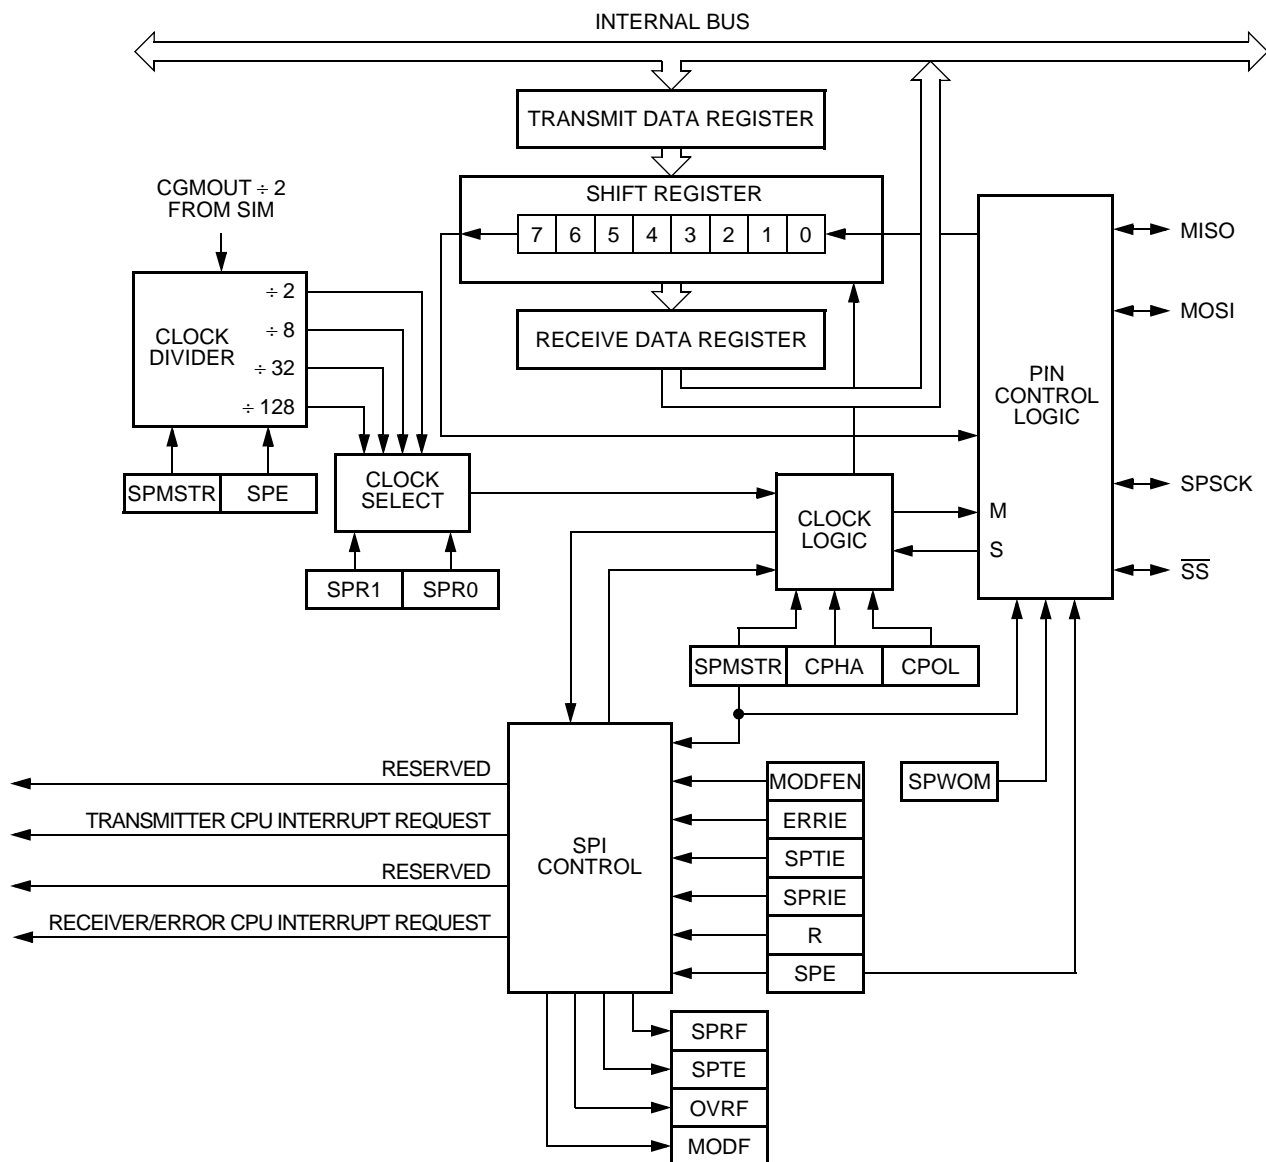 INTERNAL BUS
TRANSMIT DATA REGISTER
CGMOUT ÷ 2
FROM SIM
SHIFT REGISTER
7 6 5 4 3 2 1 0
MISO
MOSI
CLOCK
DIVIDER
÷ 2
÷ 8
÷ 32
÷ 128
RECEIVE DATA REGISTER
PIN
CONTROL
LOGIC
SPMSTR SPE
CLOCK
SELECT
SPR1 SPR0
CLOCK
LOGIC
M
S
SPSCK
SS
SPMSTR CPHA CPOL
RESERVED
TRANSMITTER CPU INTERRUPT REQUEST
RESERVED
RECEIVER/ERROR CPU INTERRUPT REQUEST
SPI
CONTROL
MODFEN
ERRIE
SPTIE
SPRIE
R
SPE
SPWOM
SPRF
SPTE
OVRF
MODF